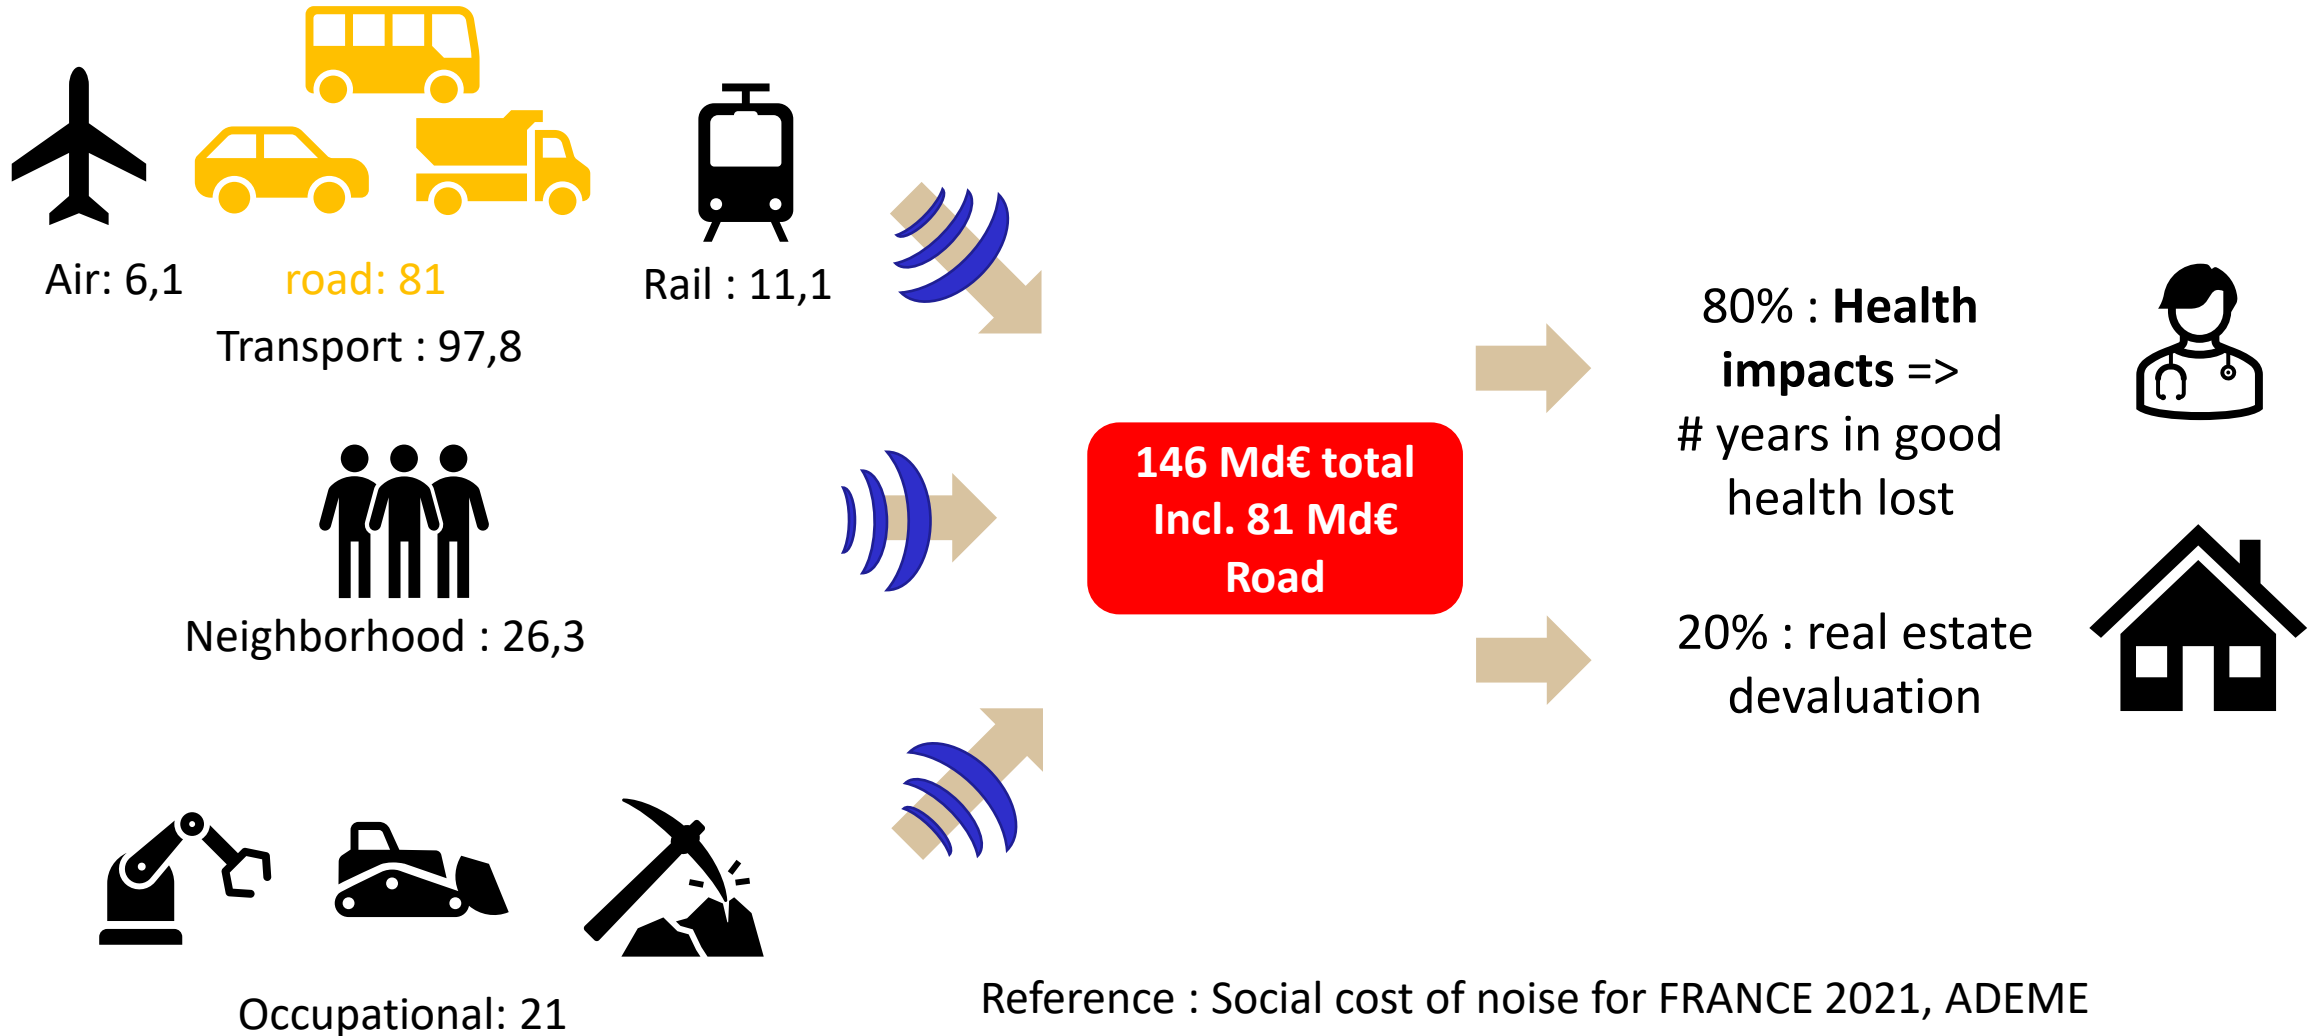 Air: 6,1
road: 81
Rail : 11,1
Transport : 97,8
Neighborhood : 26,3
Occupational: 21
146 Md€ total
Incl. 81 Md€
Road
80% : Health
impacts =>
# years in good
health lost
20% : real estate
devaluation
Reference : Social cost of noise for FRANCE 2021, ADEME